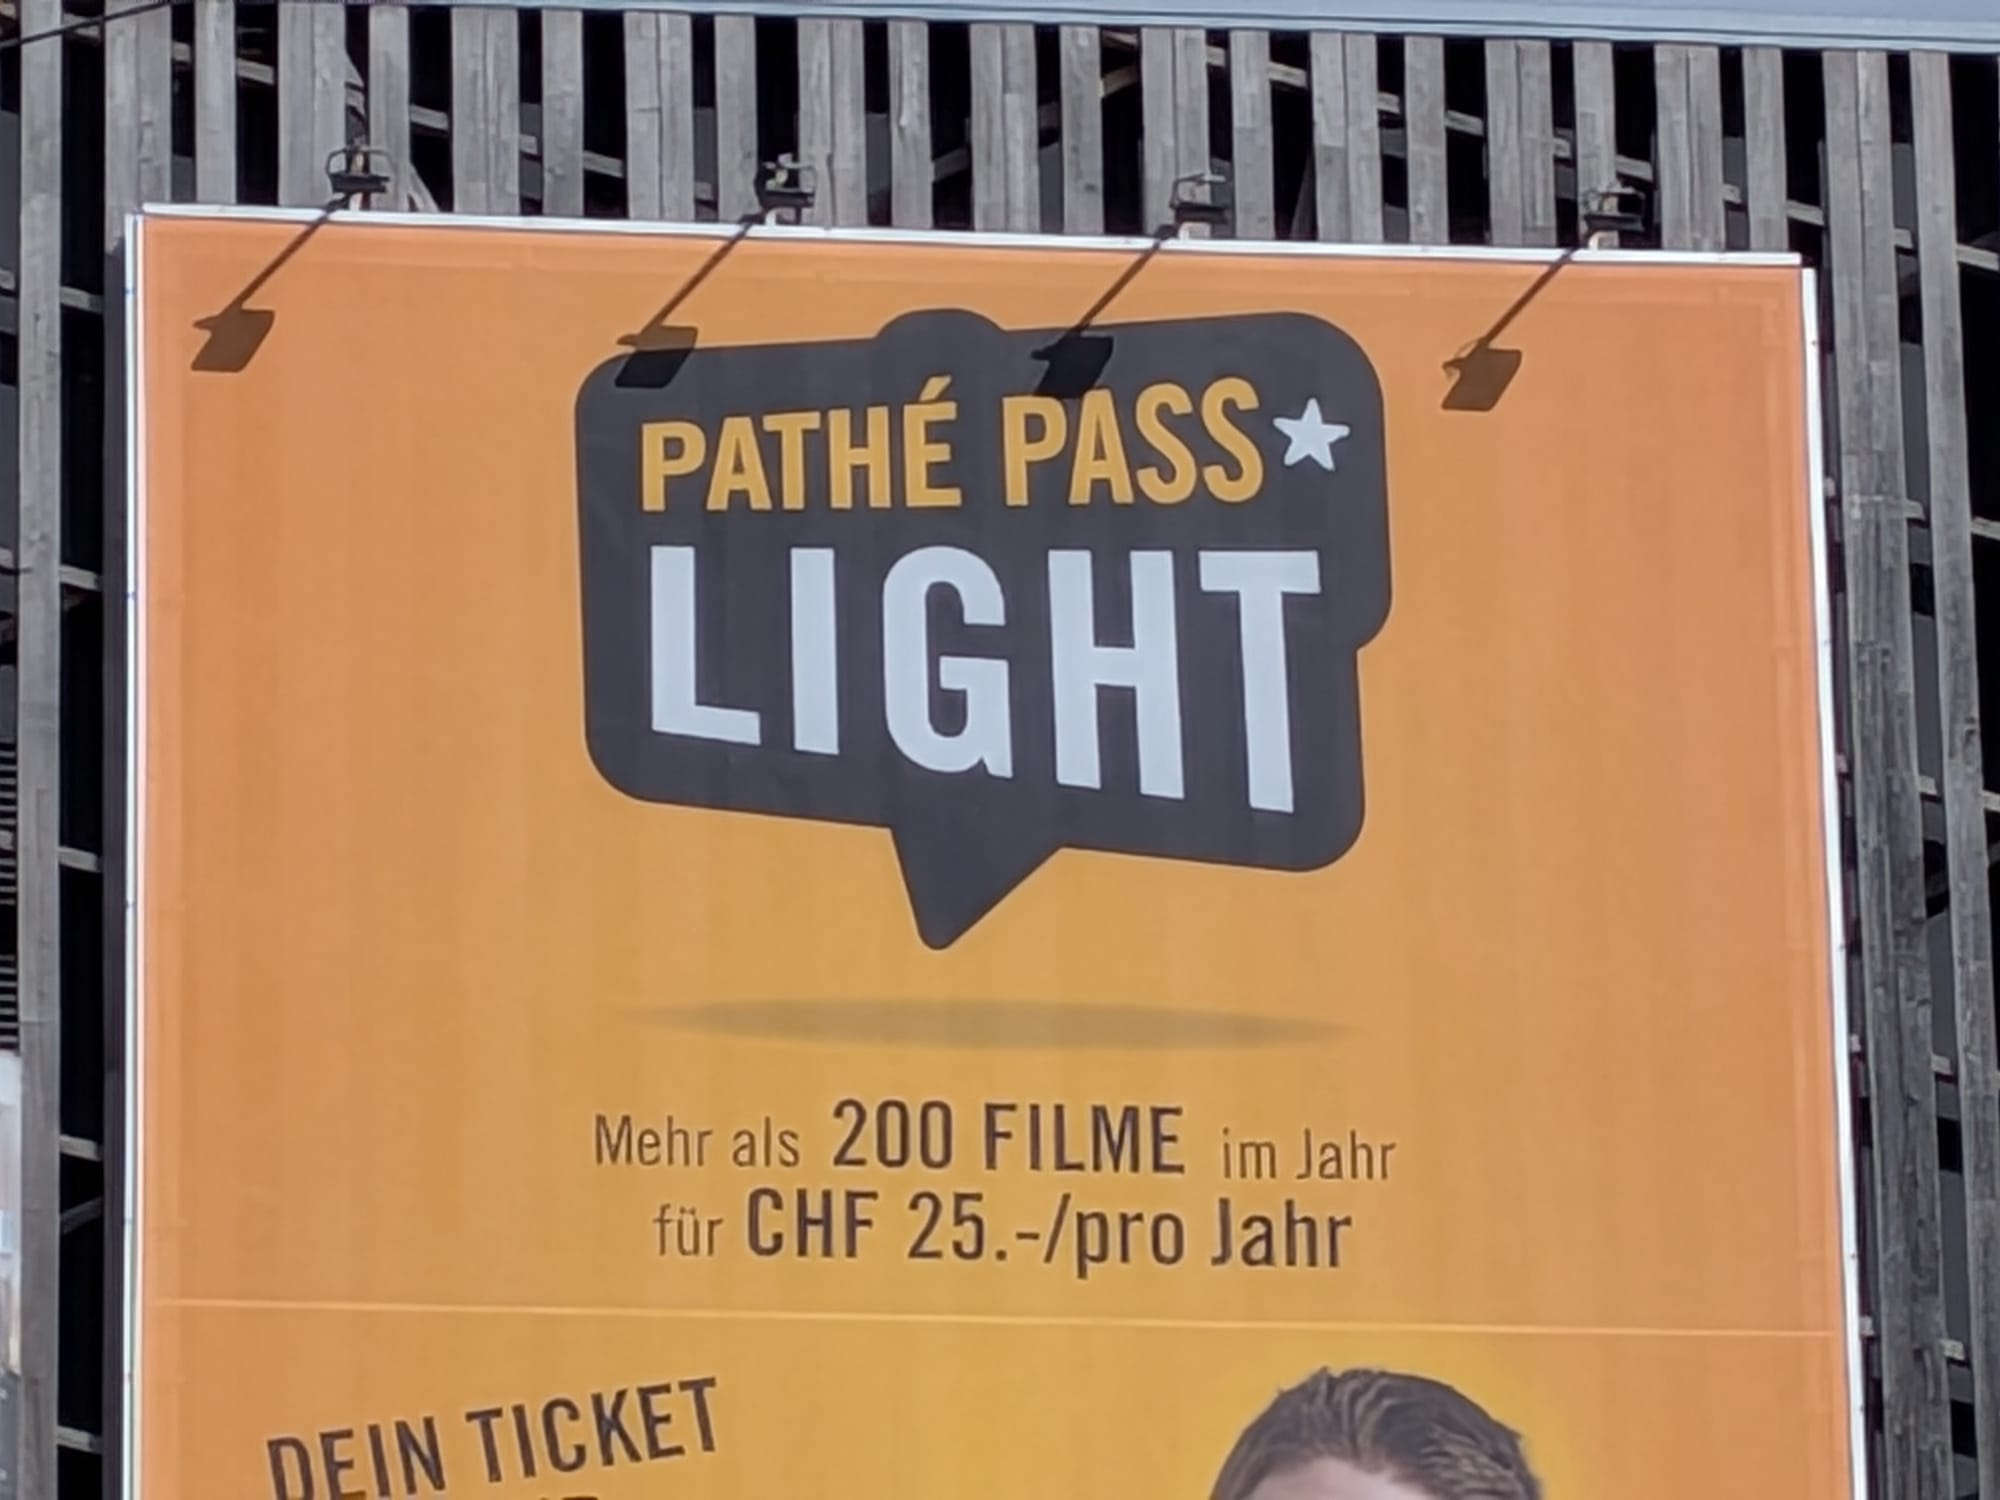 PATHÉ PASS
LIGHT
Mehr als 200 FILME im Jahr
für CHF 25.-/pro Jahr
DEIN TICKET